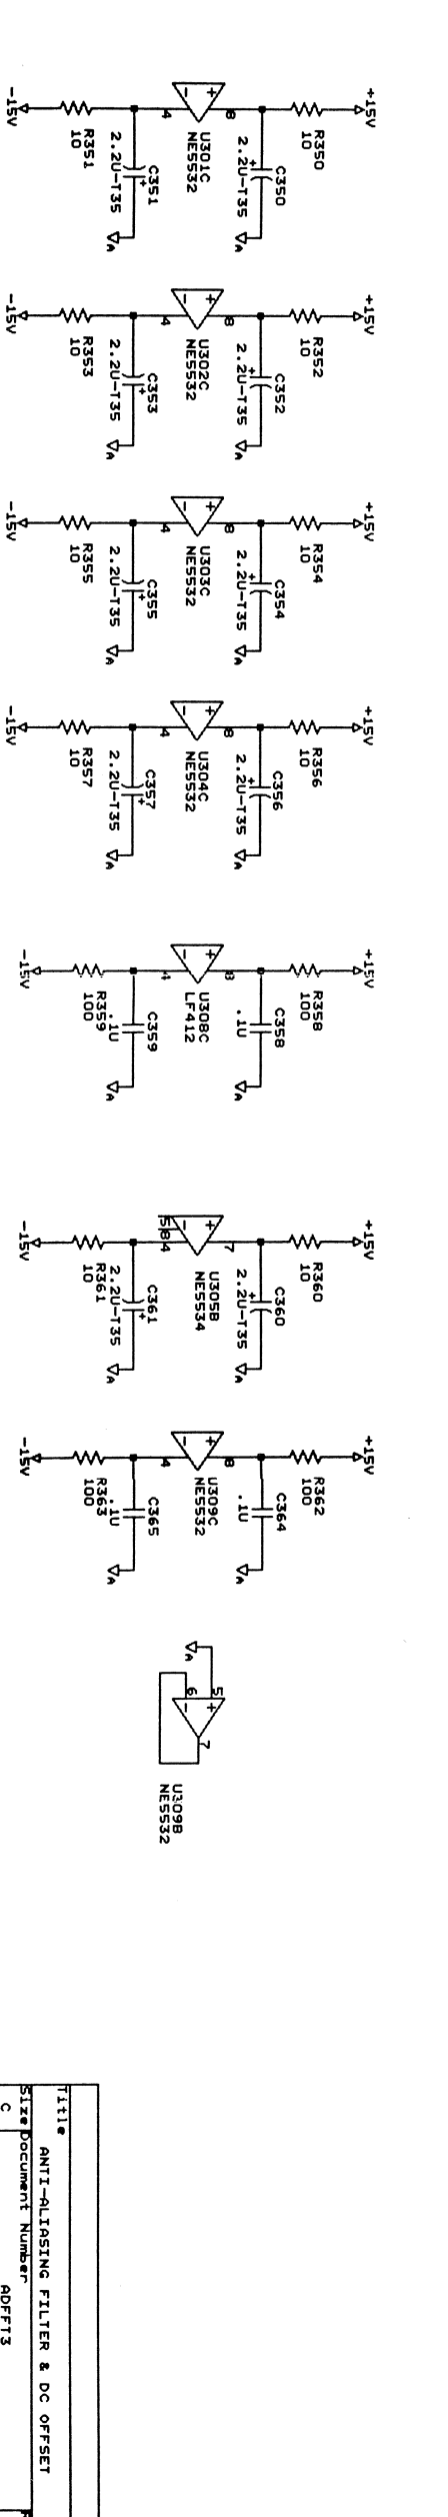 +15V
R350
10
8
C350
+
2.2U-T35
A
+
-
U301C
NE5532
4
C351
+
2.2U-T35
A
R351
10
-15V
+15V
R352
10
8
C352
+
2.2U-T35
A
+
-
U302C
NE5532
4
C353
+
2.2U-T35
A
R353
10
-15V
+15V
R354
10
8
C354
+
2.2U-T35
A
+
-
U303C
NE5532
4
C355
+
2.2U-T35
A
R355
10
-15V
+15V
R356
10
8
C356
+
2.2U-T35
A
+
-
U304C
NE5532
4
C357
+
2.2U-T35
A
R357
10
-15V
+15V
R358
100
8
C358
.1U
A
+
-
U308C
LF412
4
C359
.1U
A
R359
100
-15V
+15V
R360
10
7
C360
+
2.2U-T35
A
+
-
U305B
NE5534
5
8
4
C361
+
2.2U-T35
A
R361
10
-15V
+15V
R362
100
8
C364
.1U
A
+
-
U309C
NE5532
4
C365
.1U
A
R363
100
-15V
A
5
+
6
-
7
U309B
NE5532
Title
ANTI-ALIASING FILTER & DC OFFSET
Size Document Number
C
ADFFT3